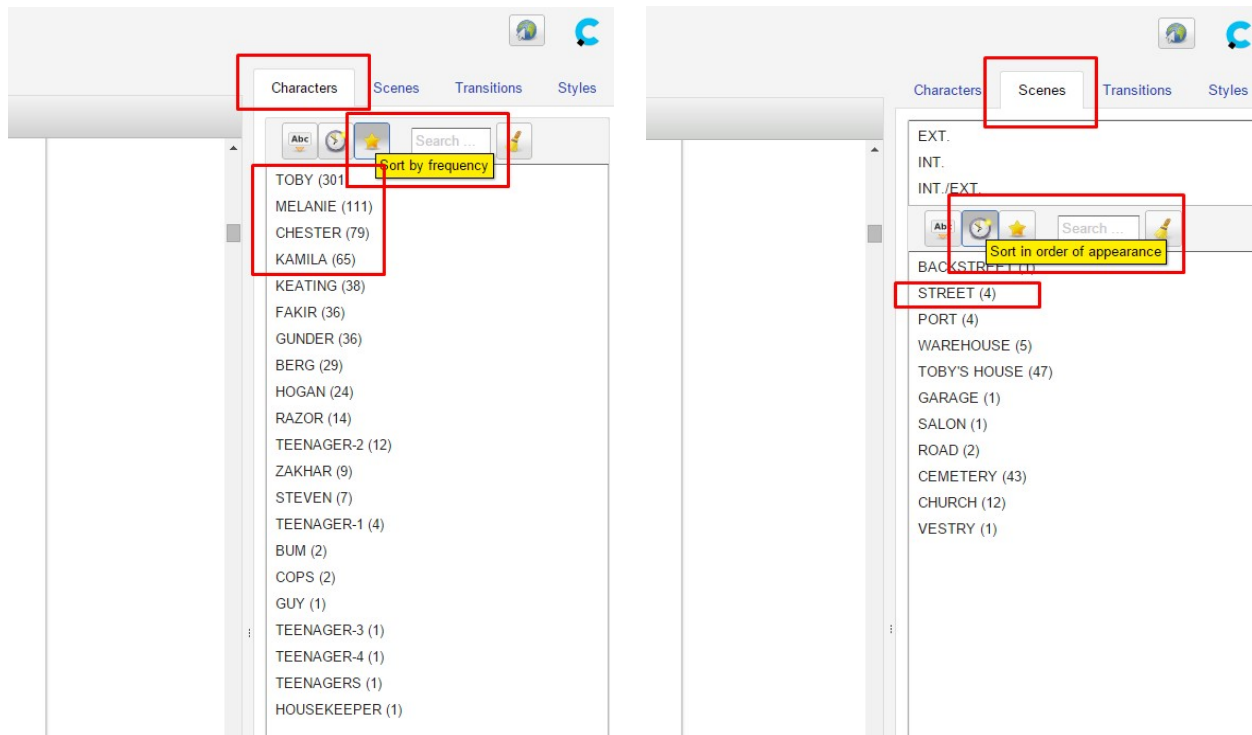 Characters Scenes Transitions Styles
Abc Search ...
Sort by frequency
TOBY (301)
MELANIE (111)
CHESTER (79)
KAMILA (65)
KEATING (38)
FAKIR (36)
GUNDER (36)
BERG (29)
HOGAN (24)
RAZOR (14)
TEENAGER-2 (12)
ZAKHAR (9)
STEVEN (7)
TEENAGER-1 (4)
BUM (2)
COPS (2)
GUY (1)
TEENAGER-3 (1)
TEENAGER-4 (1)
TEENAGERS (1)
HOUSEKEEPER (1)
Characters Scenes Transitions Styles
EXT.
INT.
INT./EXT.
Abc Search ...
Sort in order of appearance
BACKSTREET (1)
STREET (4)
PORT (4)
WAREHOUSE (5)
TOBY'S HOUSE (47)
GARAGE (1)
SALON (1)
ROAD (2)
CEMETERY (43)
CHURCH (12)
VESTRY (1)